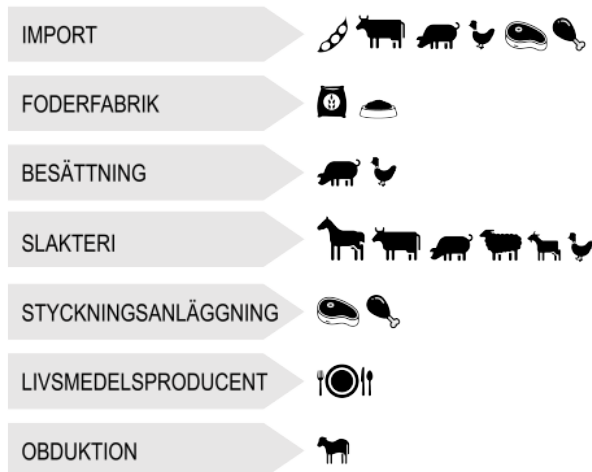 IMPORT
FODERFABRIK
BESÄTTNING
SLAKTERI
STYCKNINGSANLÄGGNING
LIVSMEDELSPRODUCENT
OBDUKTION